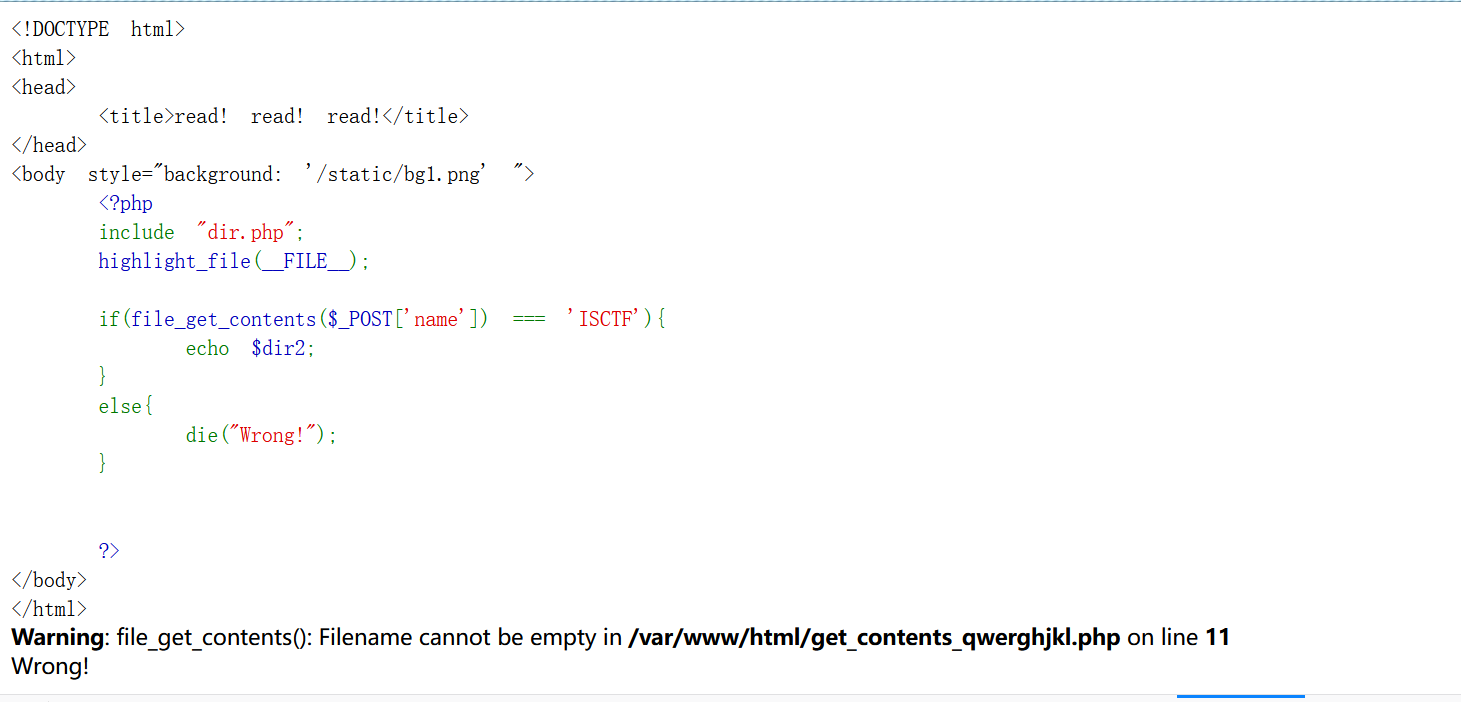 <!DOCTYPE html>
<html>
<head>
<title>read! read! read!</title>
</head>
<body style="background: '/static/bg1.png' ">
<?php
include "dir.php";
highlight_file(__FILE__);
if(file_get_contents($_POST['name']) === 'ISCTF'){
echo $dir2;
}
else{
die("Wrong!");
}
?>
</body>
</html>
Warning: file_get_contents(): Filename cannot be empty in /var/www/html/get_contents_qwerghjkl.php on line 11
Wrong!